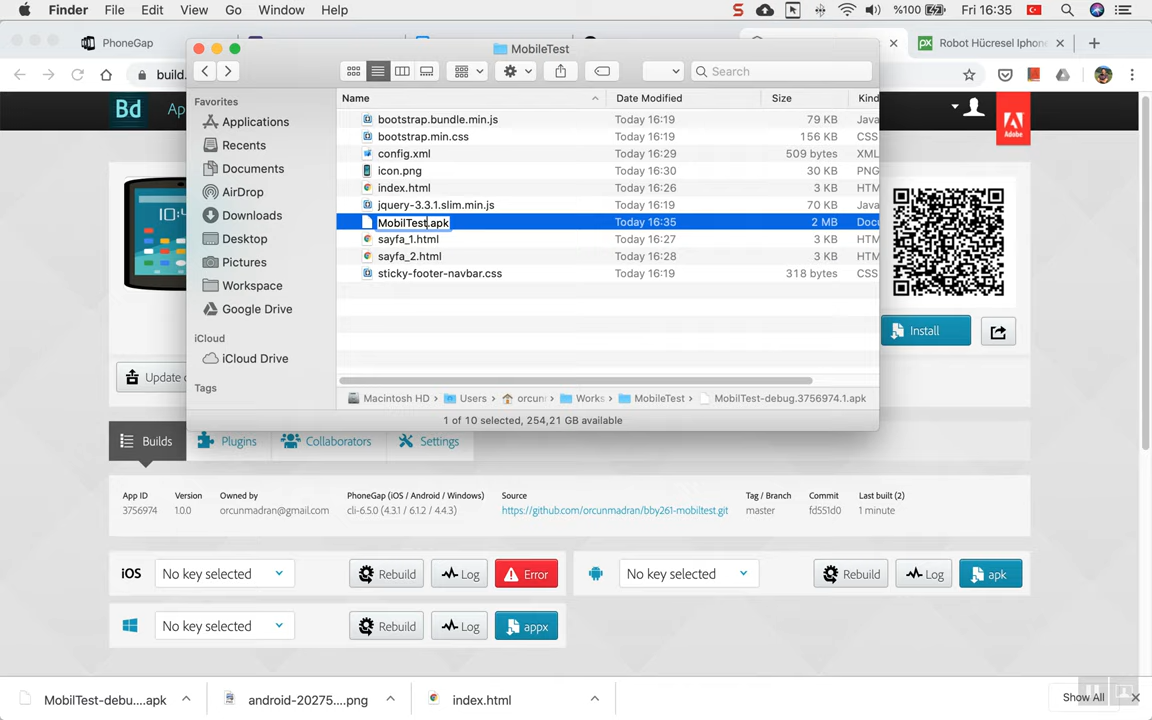 Finder File Edit View Go Window Help
S %100 Fri 16:35
PhoneGap
Robot Hücresel Iphone
build.
Bd Ap
Adobe
MobileTest
Search
Favorites
Applications
Recents
Documents
AirDrop
Downloads
Desktop
Pictures
Workspace
Google Drive
iCloud
iCloud Drive
Tags
Name Date Modified Size Kind
bootstrap.bundle.min.js Today 16:19 79 KB Java
bootstrap.min.css Today 16:19 156 KB CSS
config.xml Today 16:29 509 bytes XML
icon.png Today 16:30 30 KB PNG
index.html Today 16:26 3 KB HTM
jquery-3.3.1.slim.min.js Today 16:19 70 KB Java
MobilTest.apk Today 16:35 2 MB Docu
sayfa_1.html Today 16:27 3 KB HTM
sayfa_2.html Today 16:28 3 KB HTM
sticky-footer-navbar.css Today 16:19 318 bytes CSS
Macintosh HD › Users › orcun › Works › MobileTest › MobilTest-debug.3756974.1.apk
1 of 10 selected, 254,21 GB available
10:4
Update c
Install
Builds Plugins Collaborators Settings
App ID Version Owned by PhoneGap (iOS / Android / Windows) Source Tag / Branch Commit Last built (2)
3756974 1.0.0 orcunmadran@gmail.com cli-6.5.0 (4.3.1 / 6.1.2 / 4.4.3) https://github.com/orcunmadran/bby261-mobiltest.git master fd551d0 1 minute
iOS No key selected Rebuild Log Error No key selected Rebuild Log apk
No key selected Rebuild Log appx
MobilTest-debu....apk android-20275....png index.html Show All